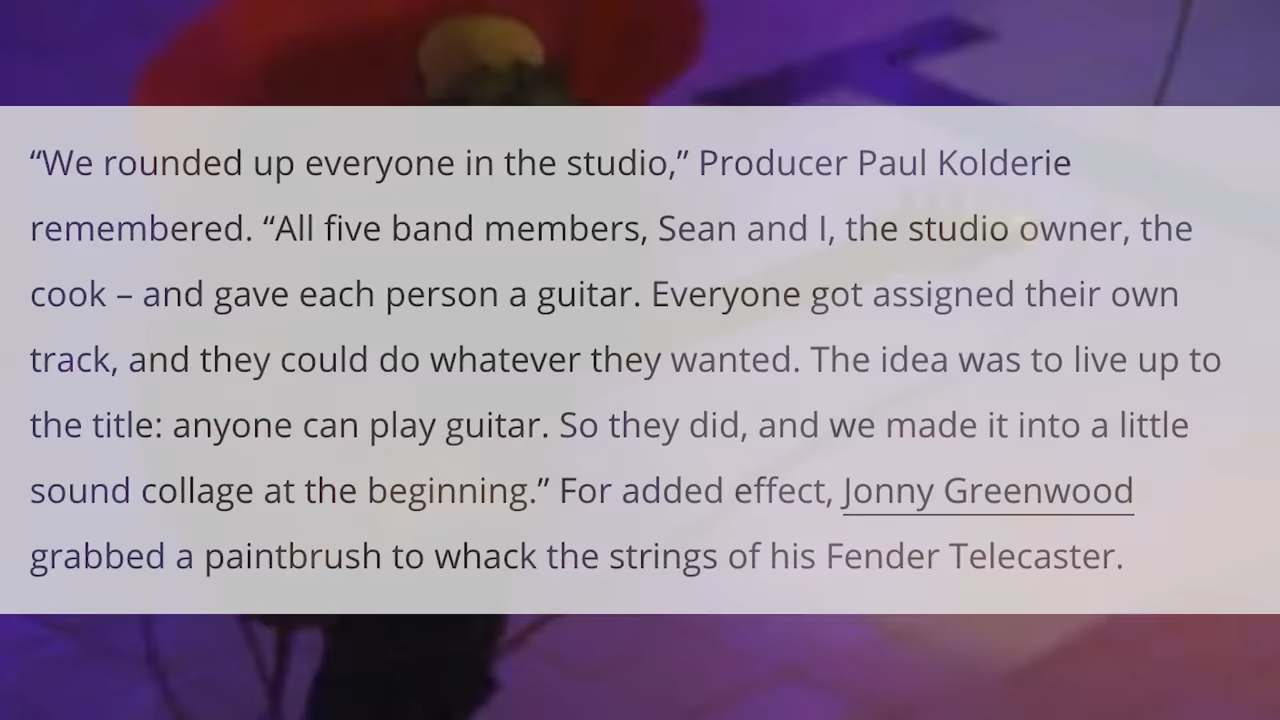 “We rounded up everyone in the studio,” Producer Paul Kolderie
remembered. “All five band members, Sean and I, the studio owner, the
cook – and gave each person a guitar. Everyone got assigned their own
track, and they could do whatever they wanted. The idea was to live up to
the title: anyone can play guitar. So they did, and we made it into a little
sound collage at the beginning.” For added effect, Jonny Greenwood
grabbed a paintbrush to whack the strings of his Fender Telecaster.